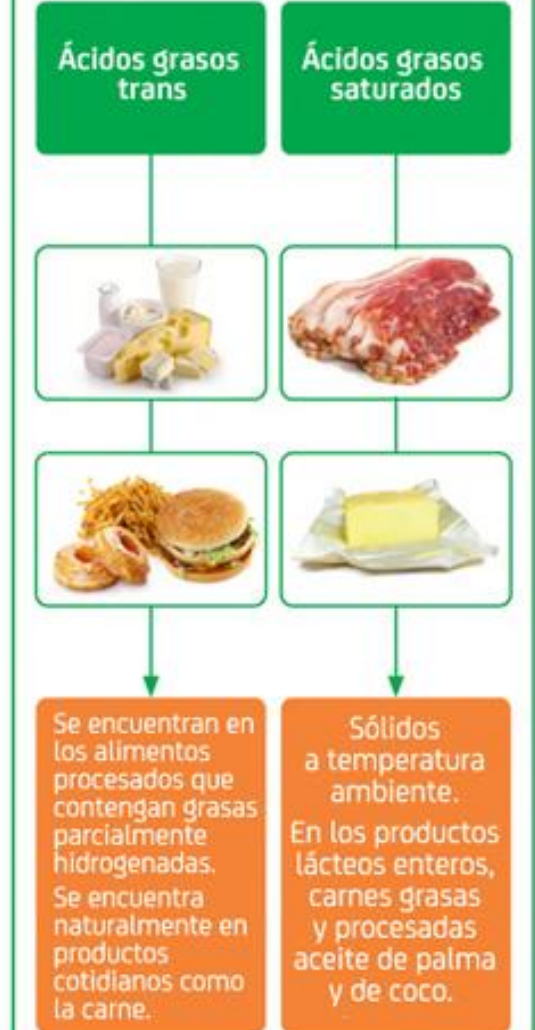 Ácidos grasos
trans
Ácidos grasos
saturados
Se encuentran en
los alimentos
procesados que
contengan grasas
parcialmente
hidrogenadas.
Se encuentra
naturalmente en
productos
cotidianos como
la carne.
Sólidos
a temperatura
ambiente.
En los productos
lácteos enteros,
carnes grasas
y procesadas
aceite de palma
y de coco.